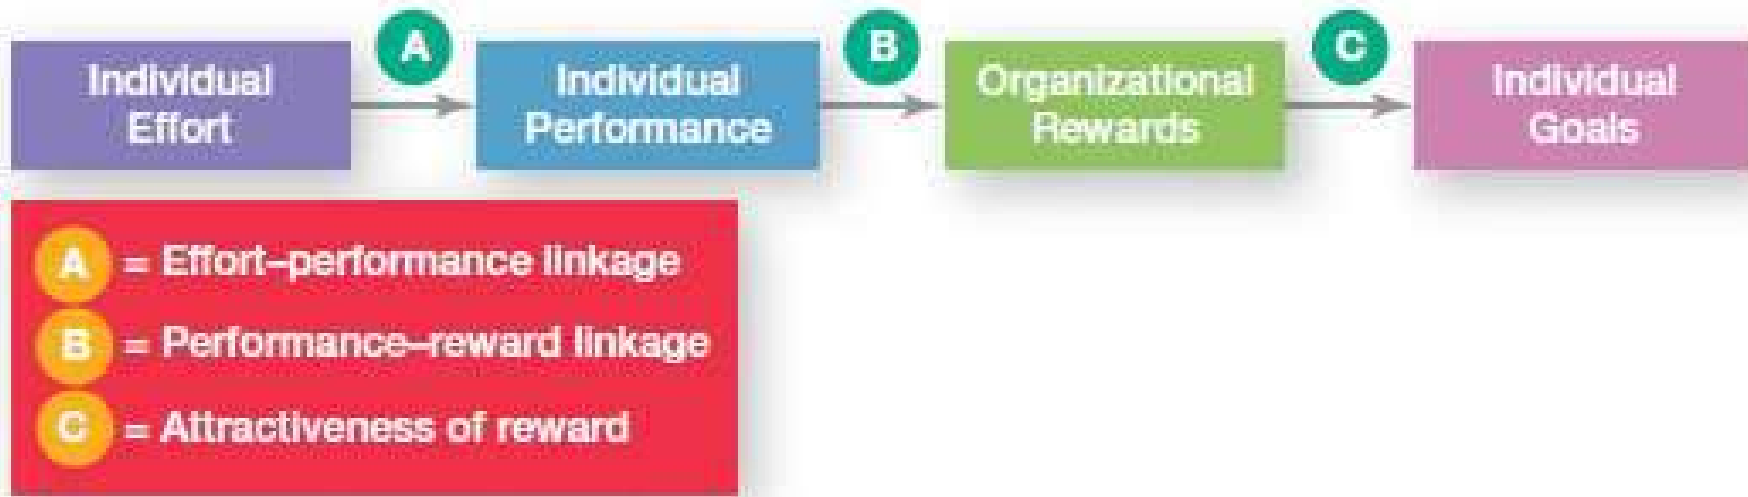 A
B
C
Individual
Effort
Individual
Performance
Organizational
Rewards
Individual
Goals
A = Effort–performance linkage
B = Performance–reward linkage
C = Attractiveness of reward